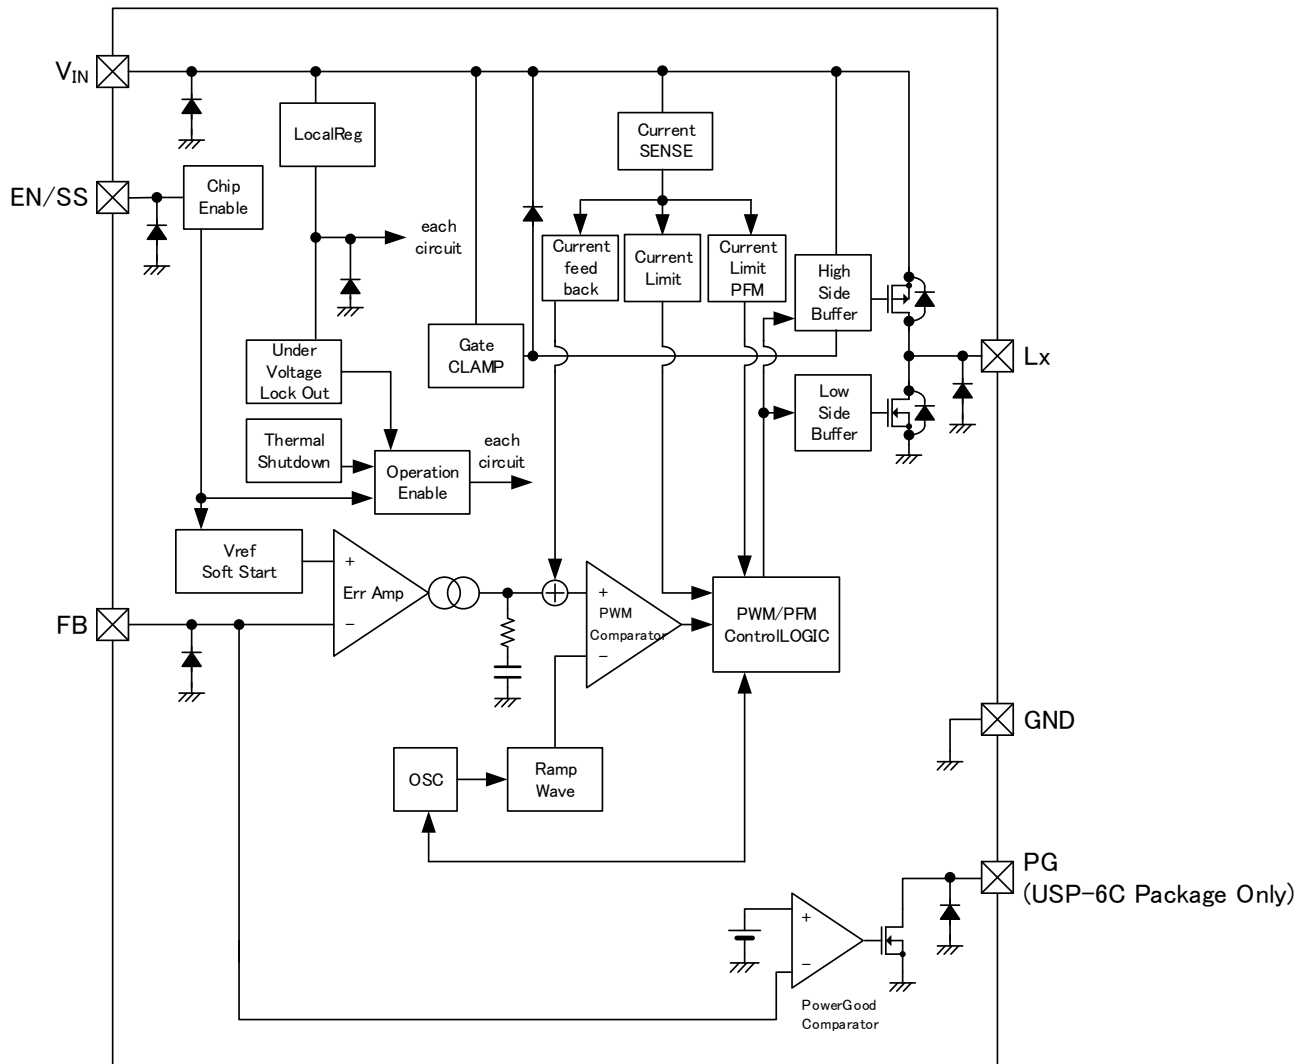 VIN
LocalReg
Current
SENSE
EN/SS
Chip
Enable
each
circuit
Current
feed
back
Current
Limit
Current
Limit
PFM
High
Side
Buffer
Under
Voltage
Lock Out
Gate
CLAMP
Lx
Low
Side
Buffer
Thermal
Shutdown
Operation
Enable
each
circuit
Vref
Soft Start
+
Err Amp
−
+
PWM
Comparator
−
PWM/PFM
ControlLOGIC
FB
GND
OSC
Ramp
Wave
PG
(USP-6C Package Only)
+
−
PowerGood
Comparator